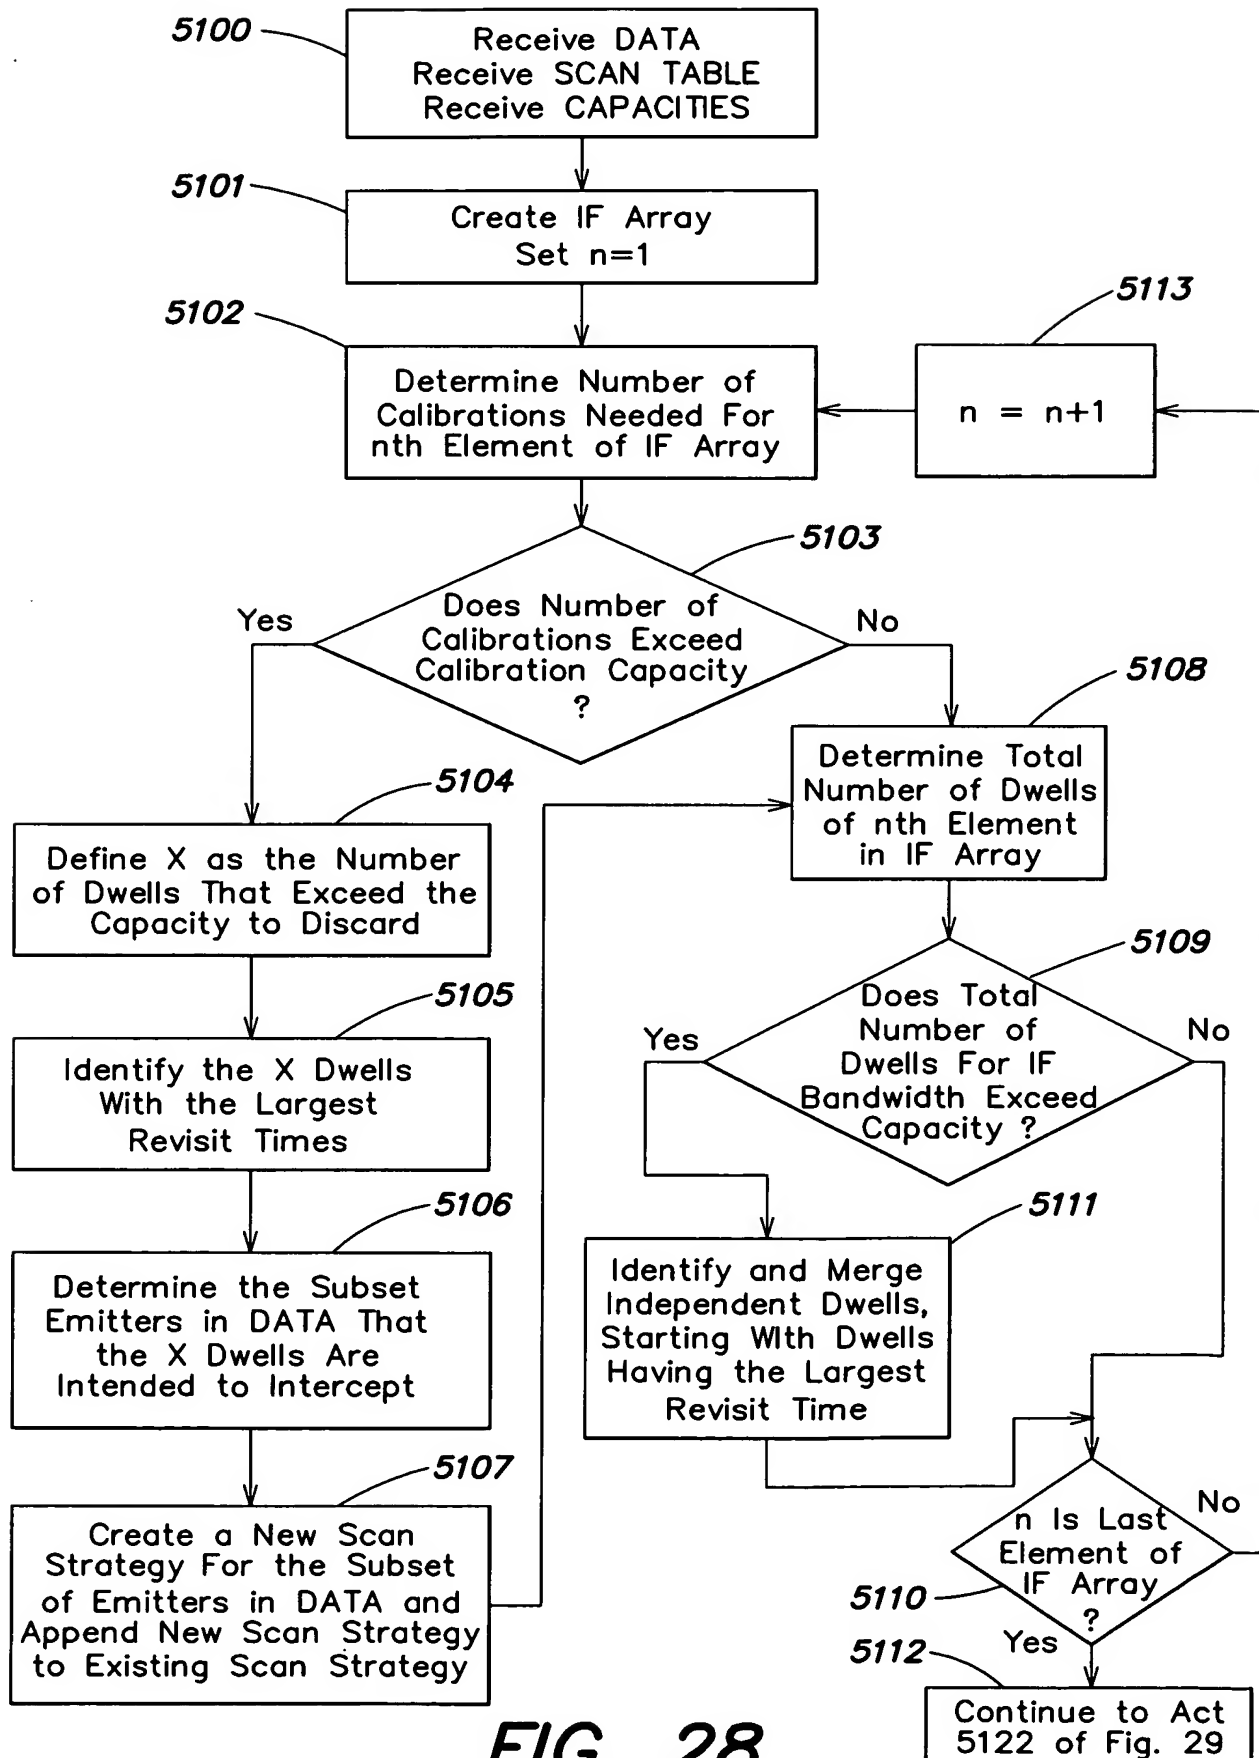 5100
Receive DATA
Receive SCAN TABLE
Receive CAPACITIES
5101
Create IF Array
Set n=1
5102
Determine Number of
Calibrations Needed For
nth Element of IF Array
5113
n = n+1
5103
Does Number of
Calibrations Exceed
Calibration Capacity
?
Yes
No
5104
Define X as the Number
of Dwells That Exceed the
Capacity to Discard
5105
Identify the X Dwells
With the Largest
Revisit Times
5106
Determine the Subset
Emitters in DATA That
the X Dwells Are
Intended to Intercept
5107
Create a New Scan
Strategy For the Subset
of Emitters in DATA and
Append New Scan Strategy
to Existing Scan Strategy
5108
Determine Total
Number of Dwells
of nth Element
in IF Array
5109
Does Total
Number of
Dwells For IF
Bandwidth Exceed
Capacity ?
Yes
No
5111
Identify and Merge
Independent Dwells,
Starting WIth Dwells
Having the Largest
Revisit Time
n Is Last
Element of
IF Array
?
No
5110
Yes
5112
Continue to Act
5122 of Fig. 29
FIG. 28